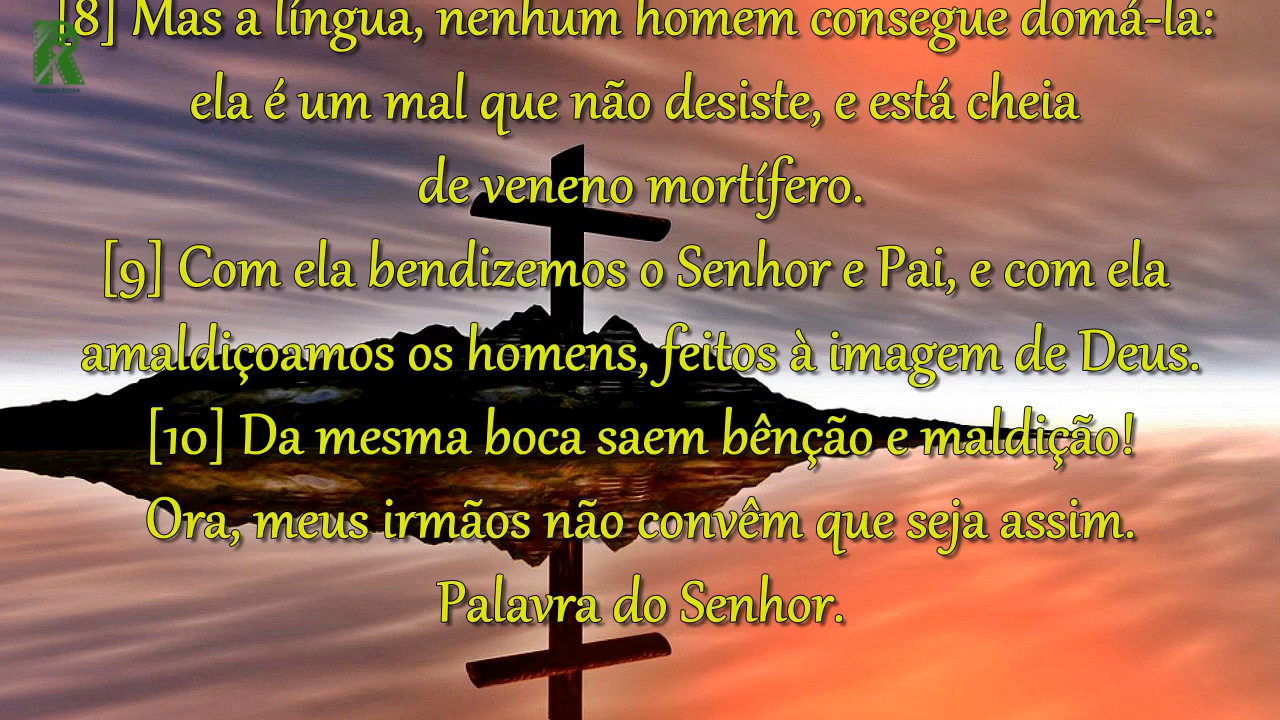 [8] Mas a língua, nenhum homem consegue domá-la:
ela é um mal que não desiste, e está cheia
de veneno mortífero.
[9] Com ela bendizemos o Senhor e Pai, e com ela
amaldiçoamos os homens, feitos à imagem de Deus.
[10] Da mesma boca saem bênção e maldição!
Ora, meus irmãos não convêm que seja assim.
Palavra do Senhor.